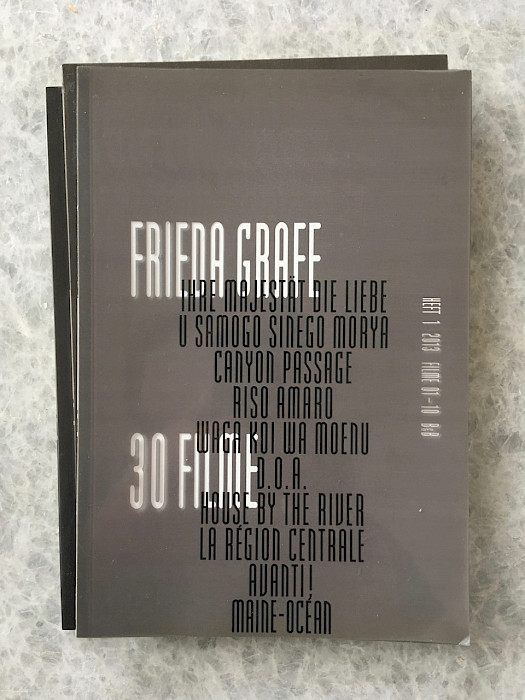 FRIEDA GRAFE
IHRE MAJESTÄT DIE LIEBE
U SAMOGO SINEGO MORYA
CANYON PASSAGE
RISO AMARO
WAGA KOI WA MOENU
30 FILME
D.O.A.
HOUSE BY THE RIVER
LA RÉGION CENTRALE
AVANTI!
MAINE-OCÉAN
HEFT 1 2013 FILME 01–10 B&B